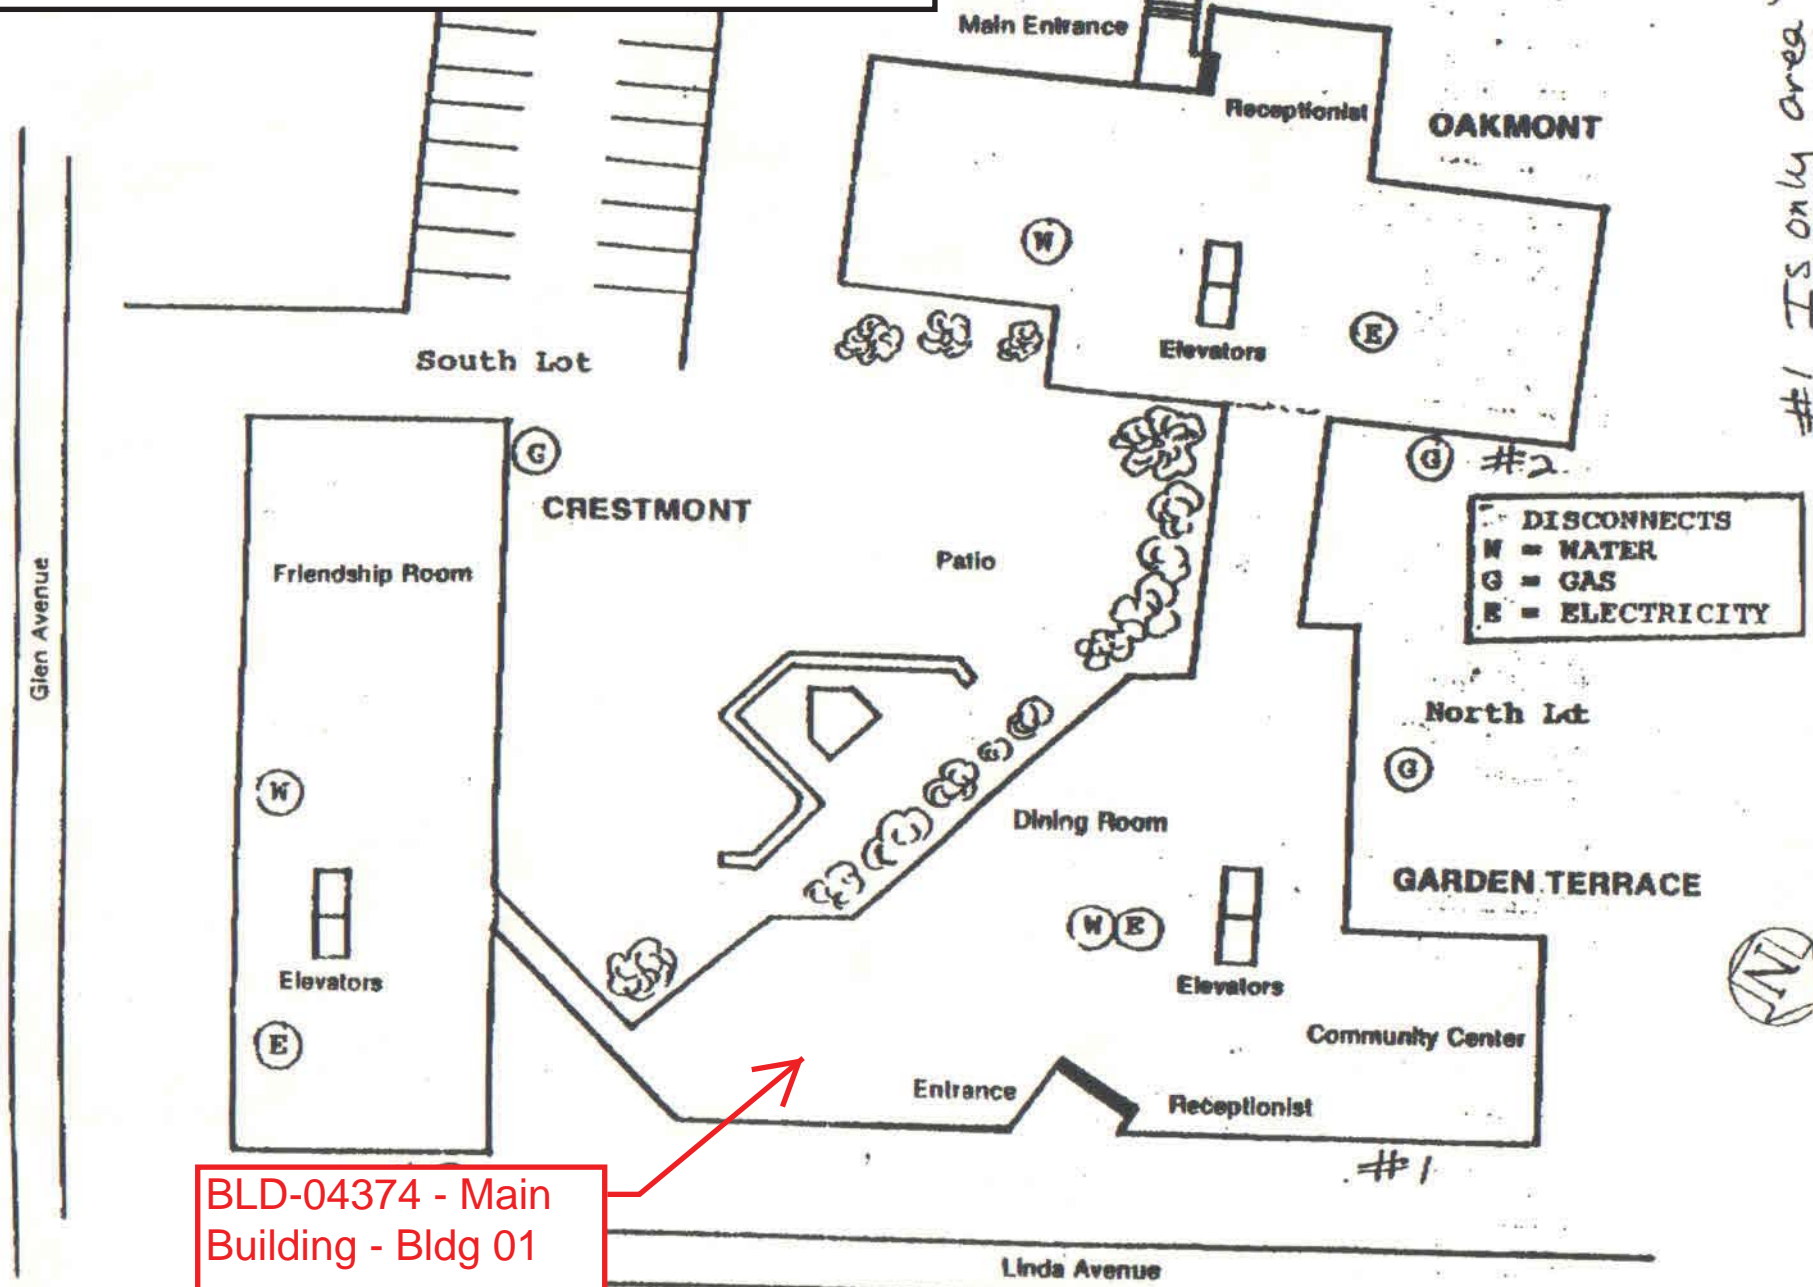 Main Entrance
Receptionist
OAKMONT
#1 Is only area
W
Elevators
E
South Lot
G
CRESTMONT
G #2
DISCONNECTS
W = WATER
G = GAS
E = ELECTRICITY
Patio
Friendship Room
Glen Avenue
North Lot
G
W
Dining Room
GARDEN TERRACE
W E
Elevators
Elevators
N
E
Community Center
Entrance
Receptionist
#1
BLD-04374 - Main
Building - Bldg 01
Linda Avenue